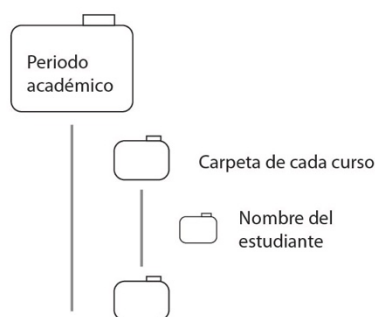 Periodo
académico
Carpeta de cada curso
Nombre del
estudiante